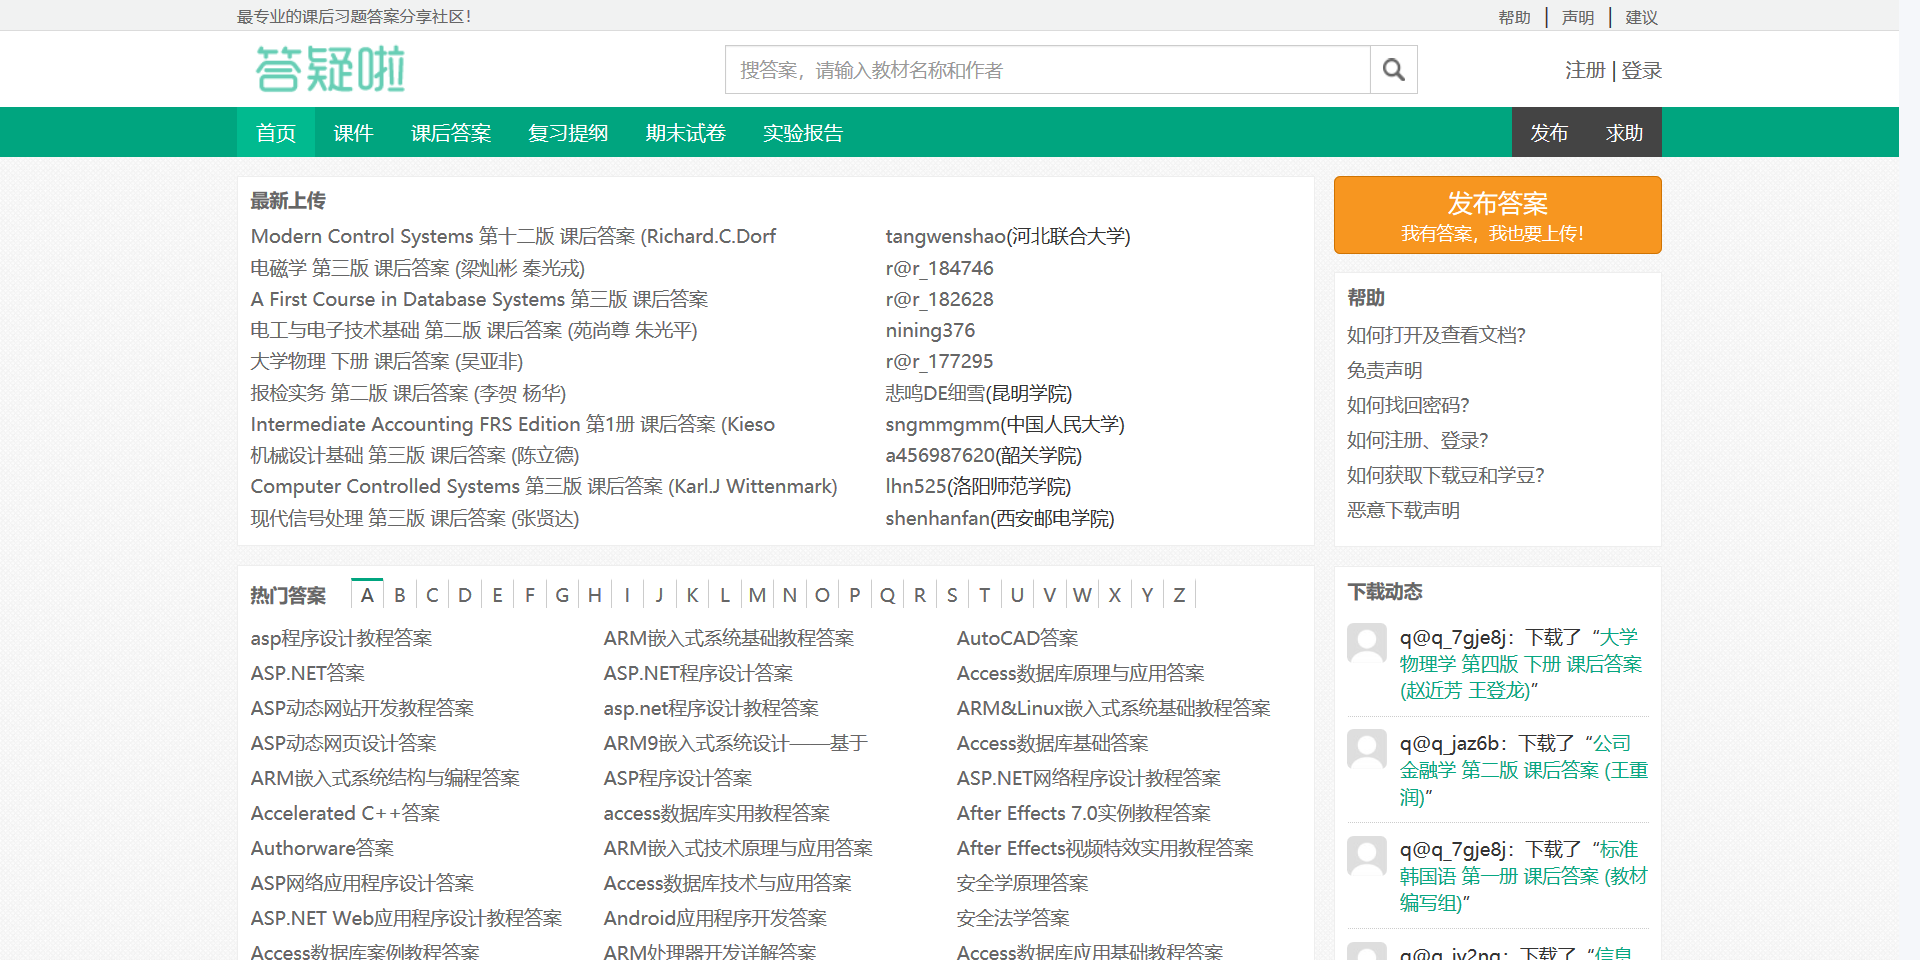 最专业的课后习题答案分享社区！
帮助 | 声明 | 建议
答疑啦
搜答案，请输入教材名称和作者
注册 | 登录
首页 课件 课后答案 复习提纲 期末试卷 实验报告
发布 求助
最新上传
Modern Control Systems 第十二版 课后答案 (Richard.C.Dorf tangwenshao(河北联合大学)
电磁学 第三版 课后答案 (梁灿彬 秦光戎) r@r_184746
A First Course in Database Systems 第三版 课后答案 r@r_182628
电工与电子技术基础 第二版 课后答案 (苑尚尊 朱光平) nining376
大学物理 下册 课后答案 (吴亚非) r@r_177295
报检实务 第二版 课后答案 (李贺 杨华) 悲鸣DE细雪(昆明学院)
Intermediate Accounting FRS Edition 第1册 课后答案 (Kieso sngmmgmm(中国人民大学)
机械设计基础 第三版 课后答案 (陈立德) a456987620(韶关学院)
Computer Controlled Systems 第三版 课后答案 (Karl.J Wittenmark) lhn525(洛阳师范学院)
现代信号处理 第三版 课后答案 (张贤达) shenhanfan(西安邮电学院)
发布答案
我有答案，我也要上传！
帮助
如何打开及查看文档？
免责声明
如何找回密码？
如何注册、登录？
如何获取下载豆和学豆？
恶意下载声明
热门答案 A B C D E F G H I J K L M N O P Q R S T U V W X Y Z
asp程序设计教程答案 ARM嵌入式系统基础教程答案 AutoCAD答案
ASP.NET答案 ASP.NET程序设计答案 Access数据库原理与应用答案
ASP动态网站开发教程答案 asp.net程序设计教程答案 ARM&Linux嵌入式系统基础教程答案
ASP动态网页设计答案 ARM9嵌入式系统设计——基于 Access数据库基础答案
ARM嵌入式系统结构与编程答案 ASP程序设计答案 ASP.NET网络程序设计教程答案
Accelerated C++答案 access数据库实用教程答案 After Effects 7.0实例教程答案
Authorware答案 ARM嵌入式技术原理与应用答案 After Effects视频特效实用教程答案
ASP网络应用程序设计答案 Access数据库技术与应用答案 安全学原理答案
ASP.NET Web应用程序设计教程答案 Android应用程序开发答案 安全法学答案
Access数据库案例教程答案 ARM处理器开发详解答案 Access数据库应用基础教程答案
下载动态
q@q_7gje8j：下载了 “大学
物理学 第四版 下册 课后答案
(赵近芳 王登龙)”
q@q_jaz6b：下载了 “公司
金融学 第二版 课后答案 (王重
润)”
q@q_7gje8j：下载了 “标准
韩国语 第一册 课后答案 (教材
编写组)”
q@q_jy2nq：下载了 “信息